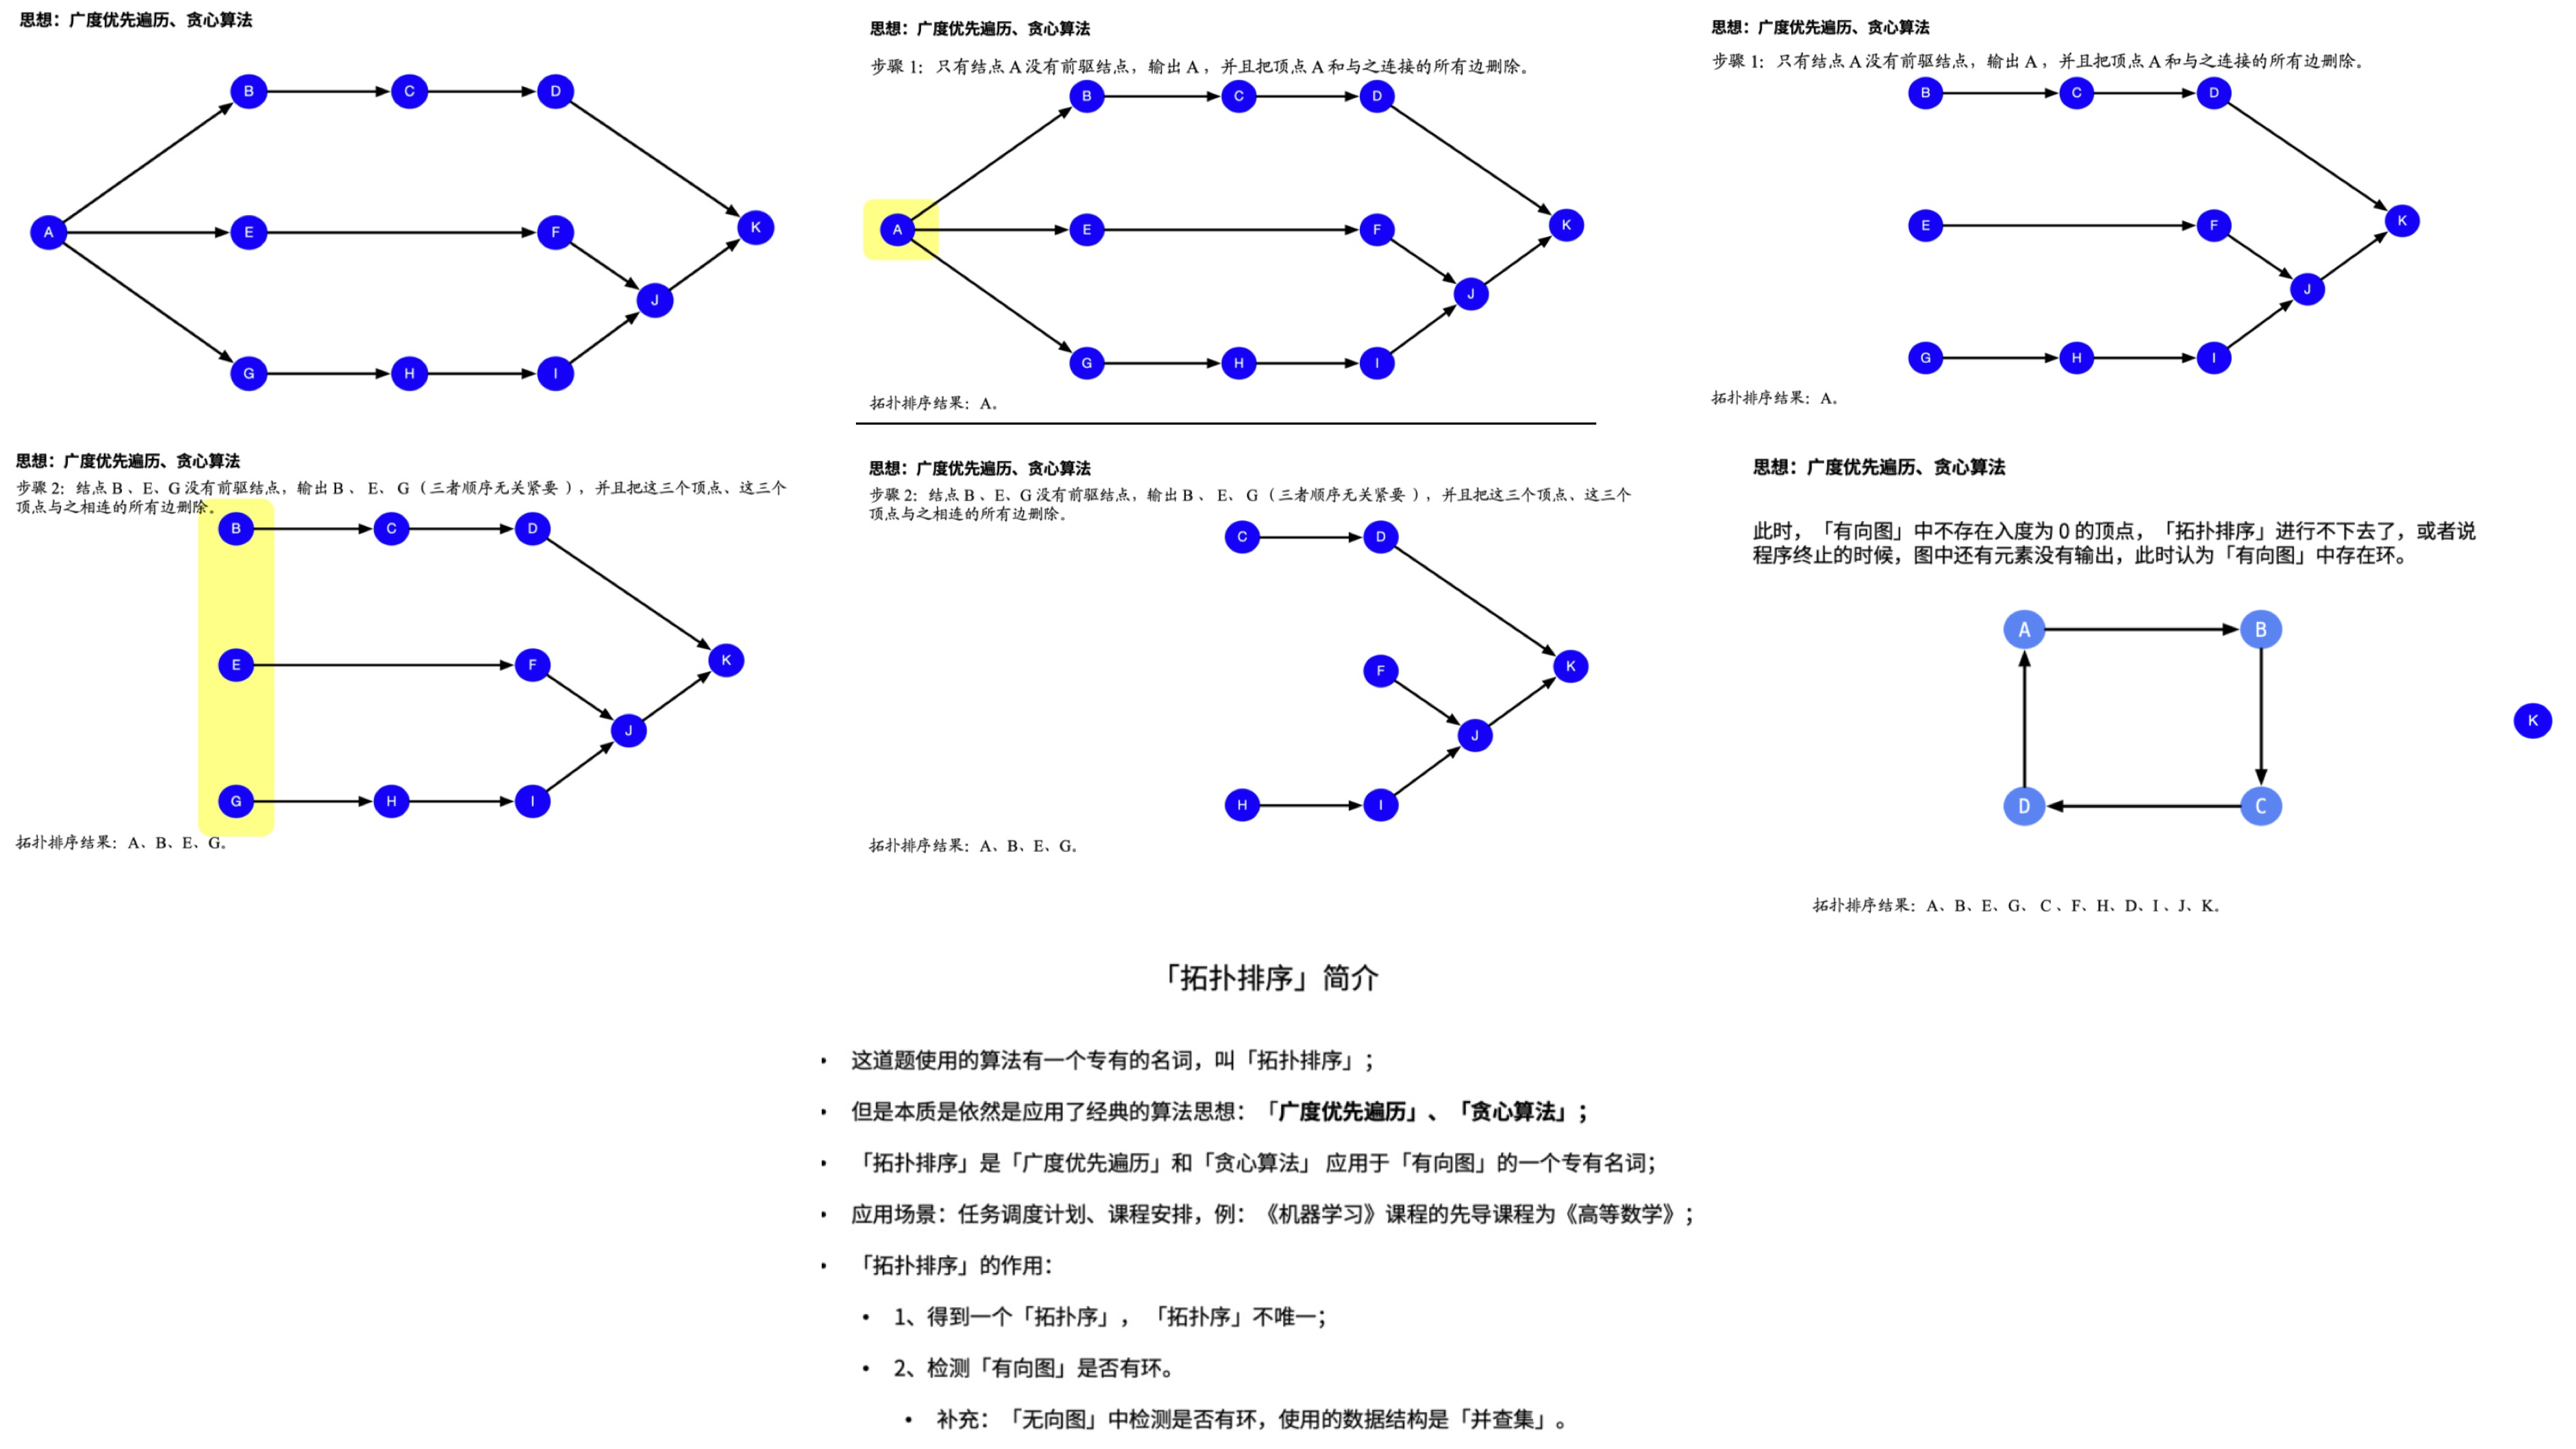 思想：广度优先遍历、贪心算法
B
C
D
A
E
F
K
J
G
H
I
思想：广度优先遍历、贪心算法
步骤 1：只有结点 A 没有前驱结点，输出 A ，并且把顶点 A 和与之连接的所有边删除。
B
C
D
A
E
F
K
J
G
H
I
拓扑排序结果：A。
思想：广度优先遍历、贪心算法
步骤 1：只有结点 A 没有前驱结点，输出 A ，并且把顶点 A 和与之连接的所有边删除。
B
C
D
E
F
K
J
G
H
I
拓扑排序结果：A。
思想：广度优先遍历、贪心算法
步骤 2：结点 B 、E、G 没有前驱结点，输出 B 、 E、 G（三者顺序无关紧要 ），并且把这三个顶点、这三个
顶点与之相连的所有边删除。
B
C
D
E
F
K
J
G
H
I
拓扑排序结果：A、B、E、G。
思想：广度优先遍历、贪心算法
步骤 2：结点 B 、E、G 没有前驱结点，输出 B 、 E、 G（三者顺序无关紧要 ），并且把这三个顶点、这三个
顶点与之相连的所有边删除。
C
D
F
K
J
H
I
拓扑排序结果：A、B、E、G。
思想：广度优先遍历、贪心算法
此时，「有向图」中不存在入度为 0 的顶点，「拓扑排序」进行不下去了，或者说
程序终止的时候，图中还有元素没有输出，此时认为「有向图」中存在环。
A
B
K
D
C
拓扑排序结果：A、B、E、G、 C 、F、H、D、I 、J、K。
「拓扑排序」简介
• 这道题使用的算法有一个专有的名词，叫「拓扑排序」；
• 但是本质是依然是应用了经典的算法思想：「广度优先遍历」、「贪心算法」；
• 「拓扑排序」是「广度优先遍历」和「贪心算法」 应用于「有向图」的一个专有名词；
• 应用场景：任务调度计划、课程安排，例：《机器学习》课程的先导课程为《高等数学》；
• 「拓扑排序」的作用：
• 1、得到一个「拓扑序」， 「拓扑序」不唯一；
• 2、检测「有向图」是否有环。
• 补充：「无向图」中检测是否有环，使用的数据结构是「并查集」。